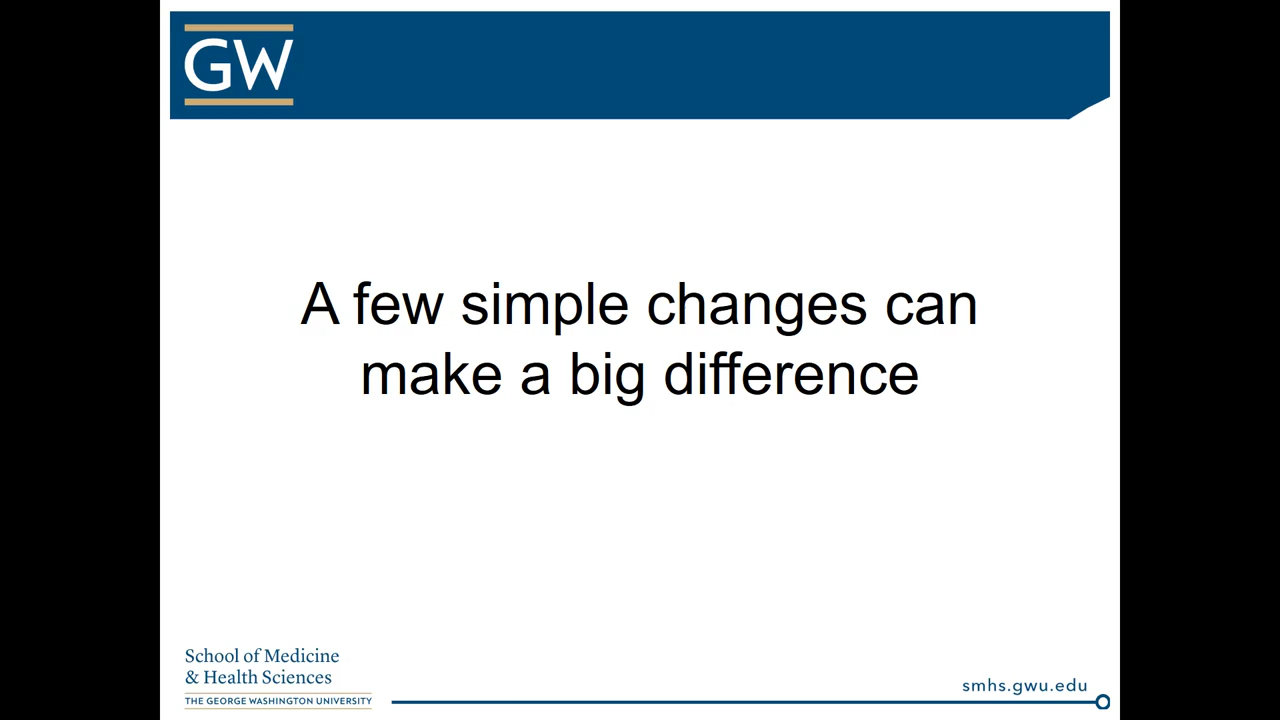 GW
A few simple changes can
make a big difference
School of Medicine
& Health Sciences
THE GEORGE WASHINGTON UNIVERSITY
smhs.gwu.edu